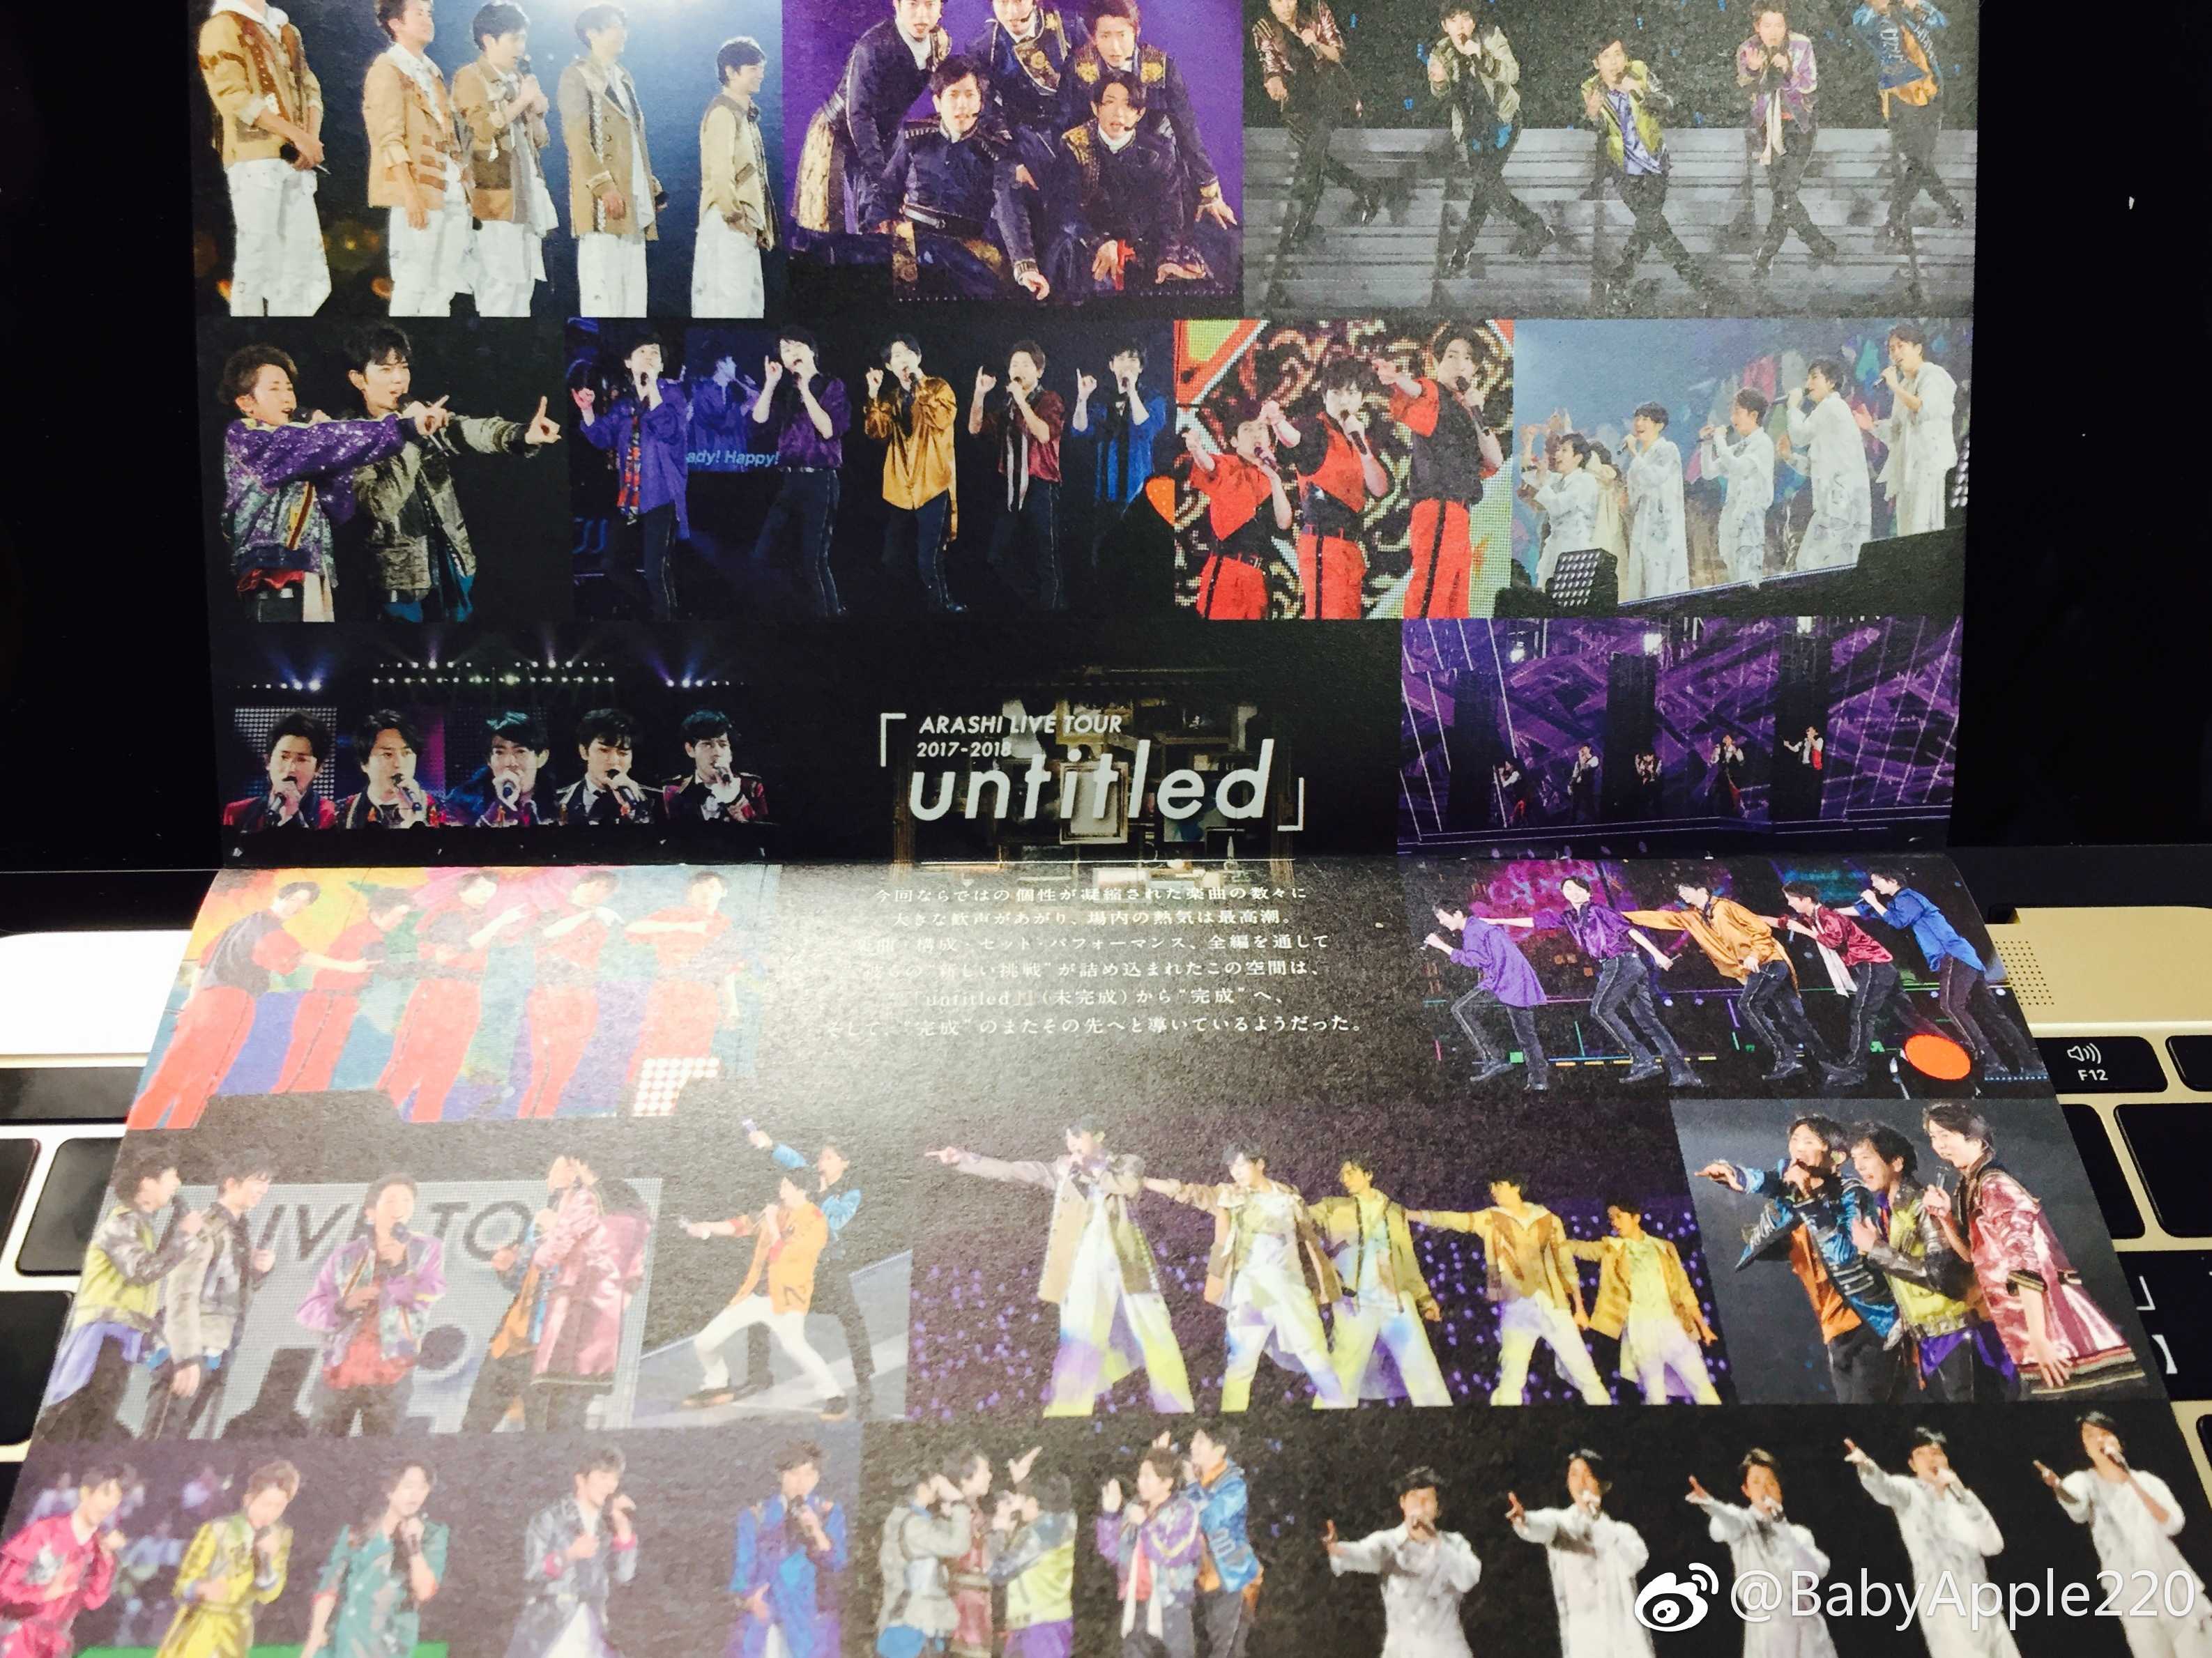 ady! Happy!
ARASHI LIVE TOUR
2017-2018
「untitled」
今回ならではの個性が凝縮された楽曲の数々に
大きな歓声があがり、場内の熱気は最高潮。
楽曲・構成・セット・パフォーマンス、全編を通して
"新しい挑戦"が詰め込まれたこの空間は、
「untitled」(未完成)から"完成"へ、
そして、"完成"のまたその先へと導いているようだった。
F12
LIVE TO
@BabyApple220